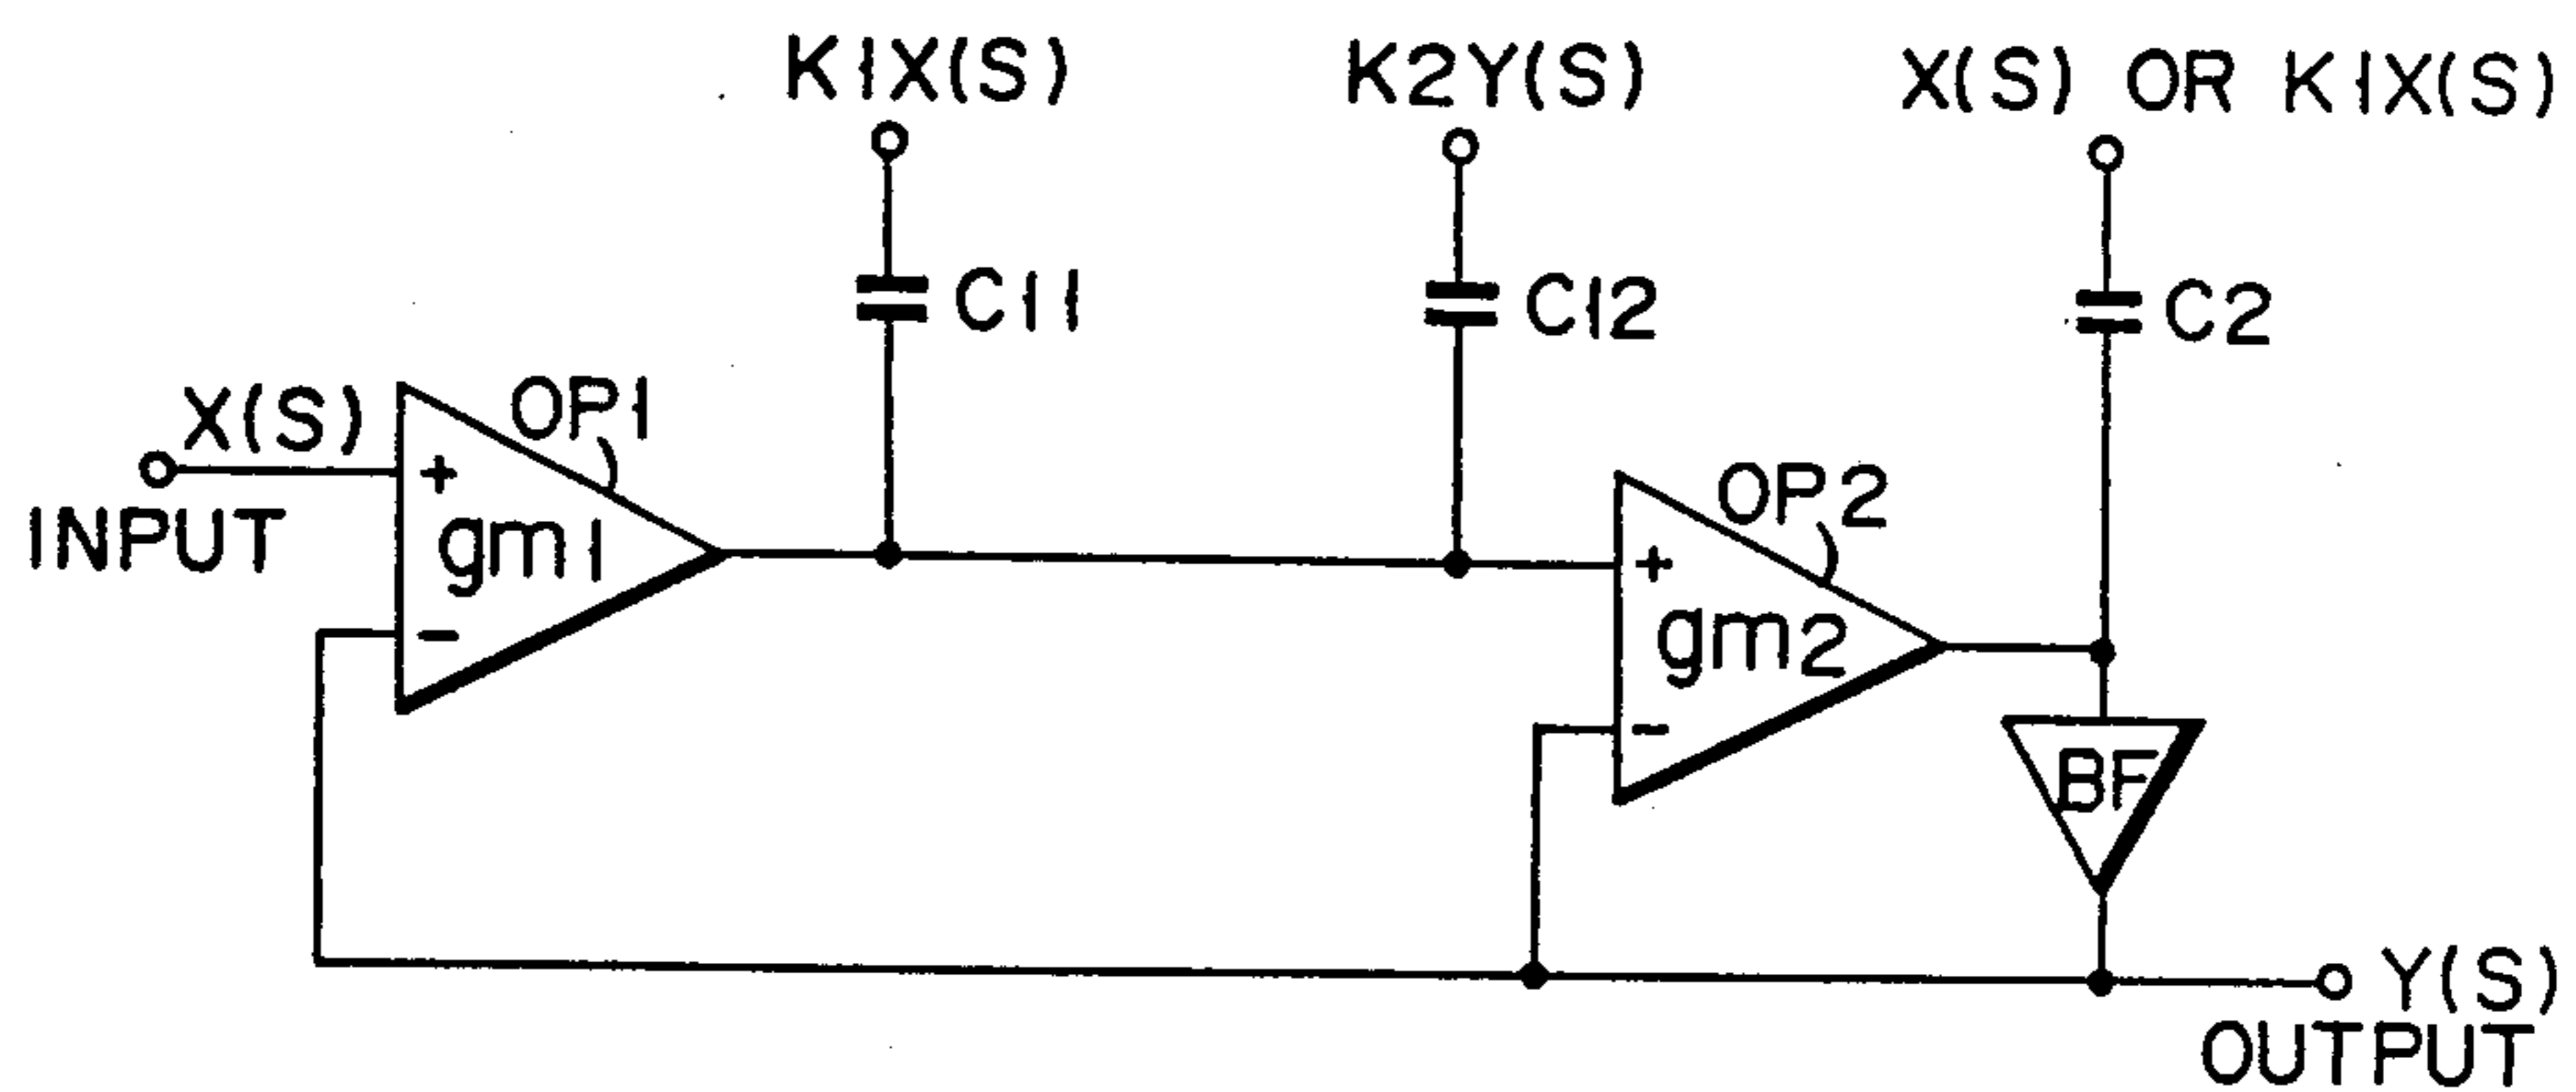 K1X(S)
K2Y(S)
X(S) OR K1X(S)
C11
C12
C2
X(S)
INPUT
OP1
+
gm1
-
OP2
+
gm2
-
BF
Y(S)
OUTPUT